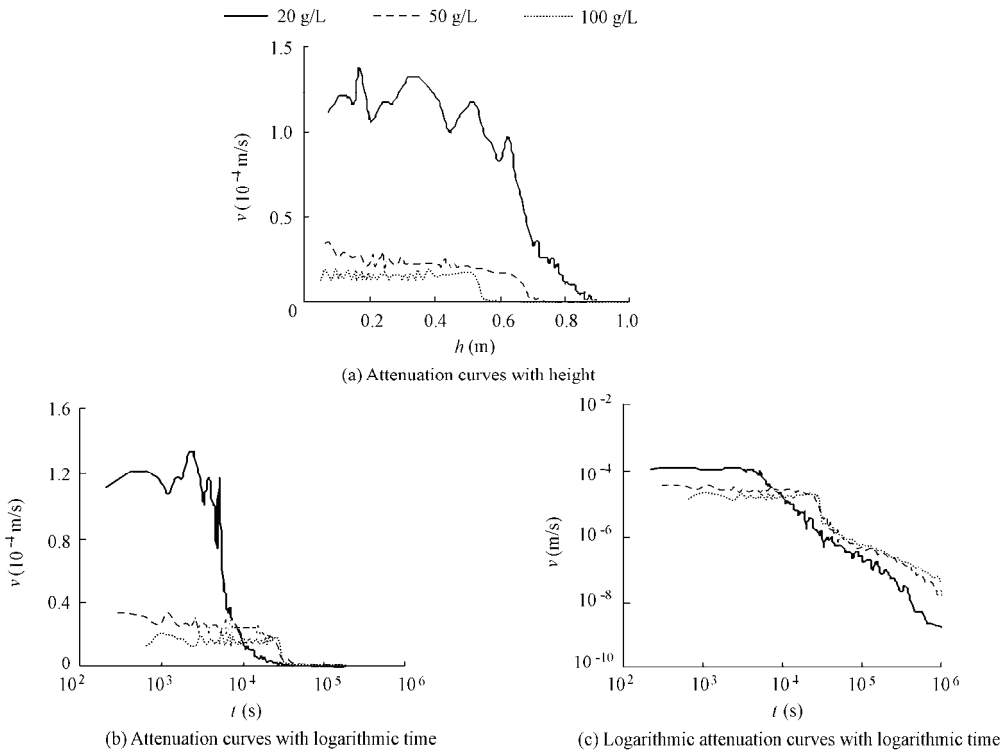 20 g/L 50 g/L 100 g/L
1.5
1.0
0.5
0
v (10⁻⁴ m/s)
0.2 0.4 0.6 0.8 1.0
h (m)
(a) Attenuation curves with height
1.6
1.2
0.8
0.4
0
v (10⁻⁴ m/s)
10² 10³ 10⁴ 10⁵ 10⁶
t (s)
(b) Attenuation curves with logarithmic time
10⁻²
10⁻⁴
10⁻⁶
10⁻⁸
10⁻¹⁰
v (m/s)
10² 10³ 10⁴ 10⁵ 10⁶
t (s)
(c) Logarithmic attenuation curves with logarithmic time